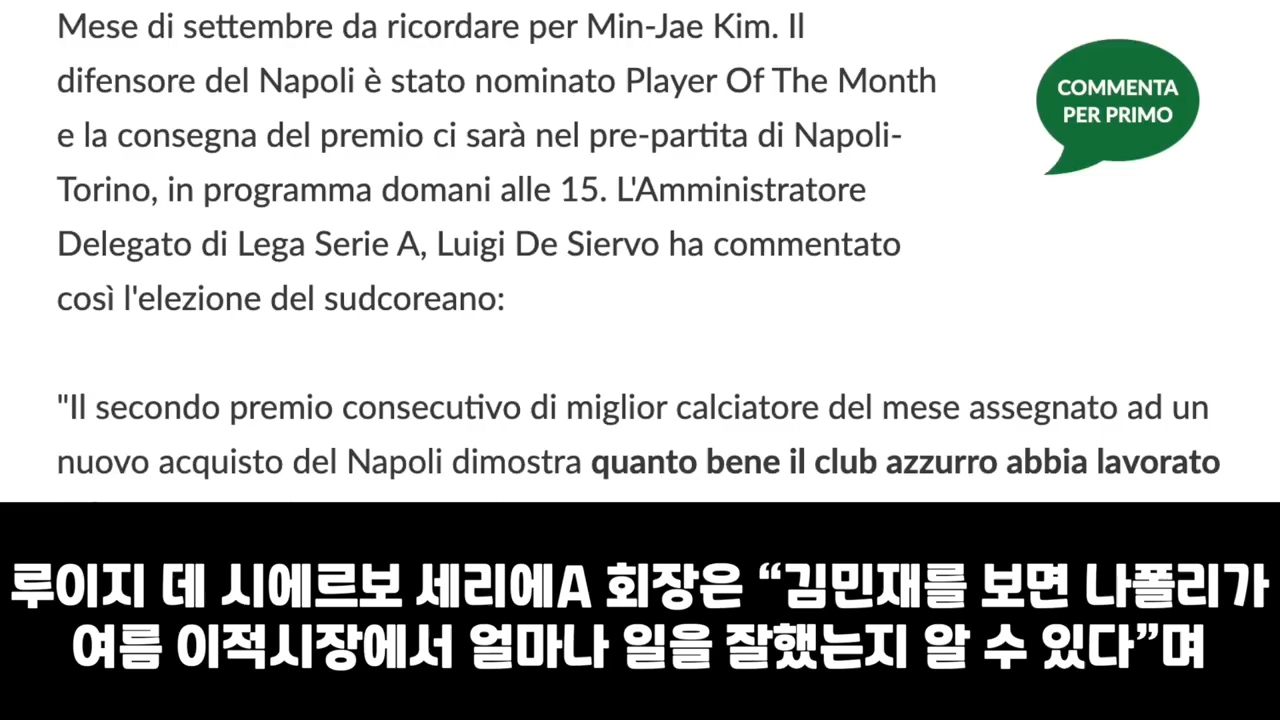 Mese di settembre da ricordare per Min-Jae Kim. Il
difensore del Napoli è stato nominato Player Of The Month
e la consegna del premio ci sarà nel pre-partita di Napoli-
Torino, in programma domani alle 15. L'Amministratore
Delegato di Lega Serie A, Luigi De Siervo ha commentato
così l'elezione del sudcoreano:
COMMENTA
PER PRIMO
"Il secondo premio consecutivo di miglior calciatore del mese assegnato ad un
nuovo acquisto del Napoli dimostra quanto bene il club azzurro abbia lavorato
루이지 데 시에르보 세리에A 회장은 “김민재를 보면 나폴리가
여름 이적시장에서 얼마나 일을 잘했는지 알 수 있다”며